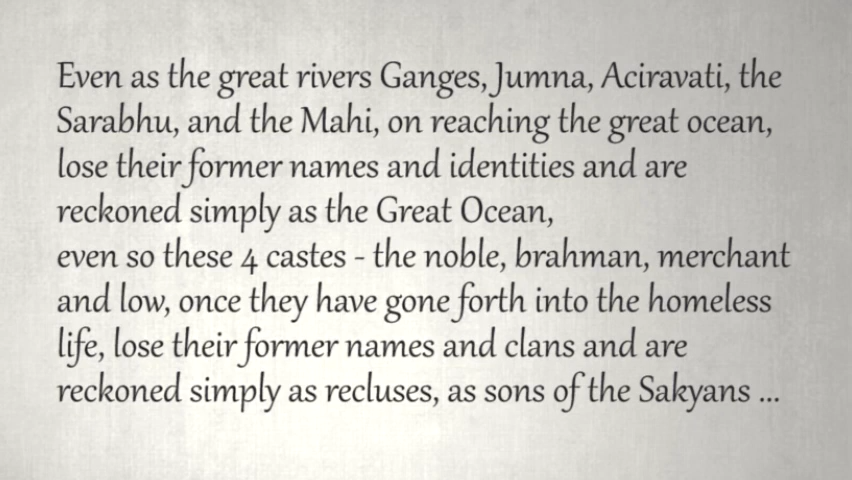 Even as the great rivers Ganges, Jumna, Aciravati, the
Sarabhu, and the Mahi, on reaching the great ocean,
lose their former names and identities and are
reckoned simply as the Great Ocean,
even so these 4 castes - the noble, brahman, merchant
and low, once they have gone forth into the homeless
life, lose their former names and clans and are
reckoned simply as recluses, as sons of the Sakyans ...